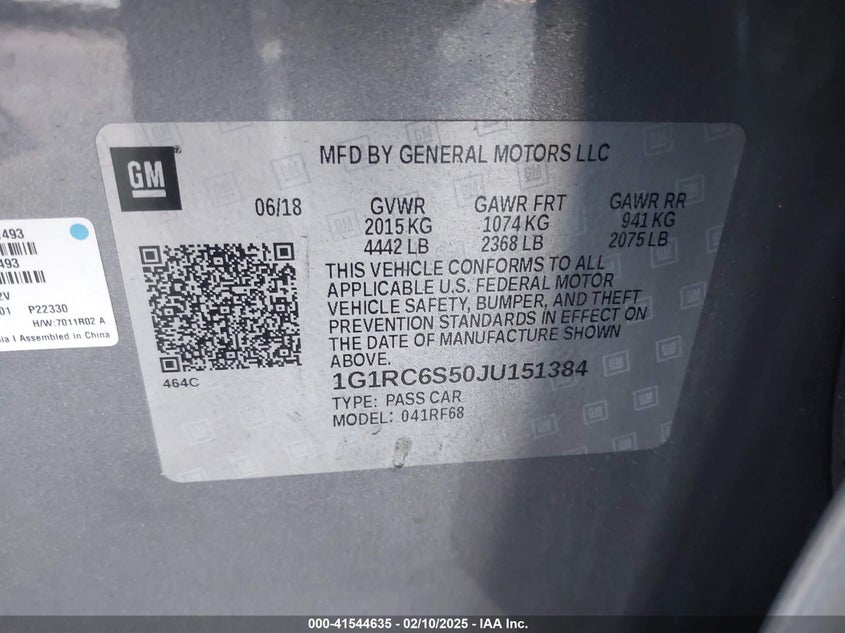 GM
MFD BY GENERAL MOTORS LLC
06/18
GVWR
2015 KG
4442 LB
GAWR FRT
1074 KG
2368 LB
GAWR RR
941 KG
2075 LB
THIS VEHICLE CONFORMS TO ALL
APPLICABLE U.S. FEDERAL MOTOR
VEHICLE SAFETY, BUMPER, AND THEFT
PREVENTION STANDARDS IN EFFECT ON
THE DATE OF MANUFACTURE SHOWN
ABOVE.
464C
1G1RC6S50JU151384
TYPE: PASS CAR
MODEL: 041RF68
493
493
2V
01 P22330
H/W:7011R02 A
Assembled in China
000-41544635 - 02/10/2025 - IAA Inc.